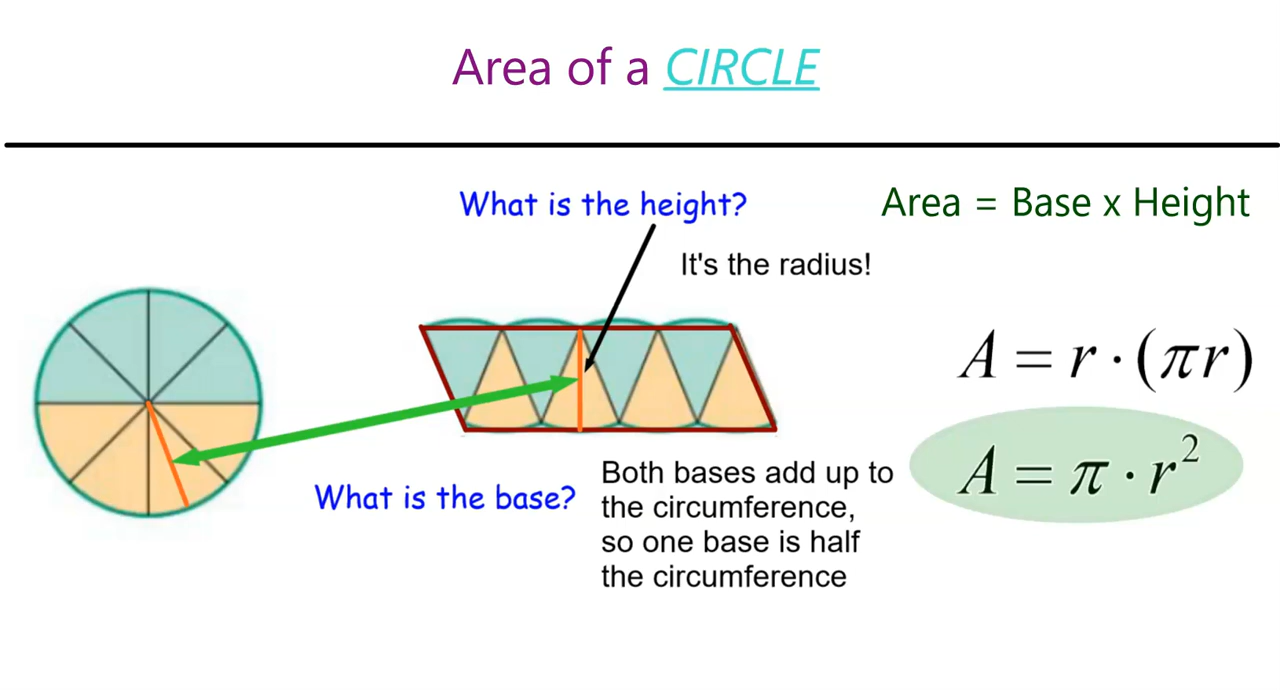 Area of a CIRCLE
What is the height?
Area = Base x Height
It's the radius!
A = r · (πr)
A = π · r²
What is the base?
Both bases add up to
the circumference,
so one base is half
the circumference